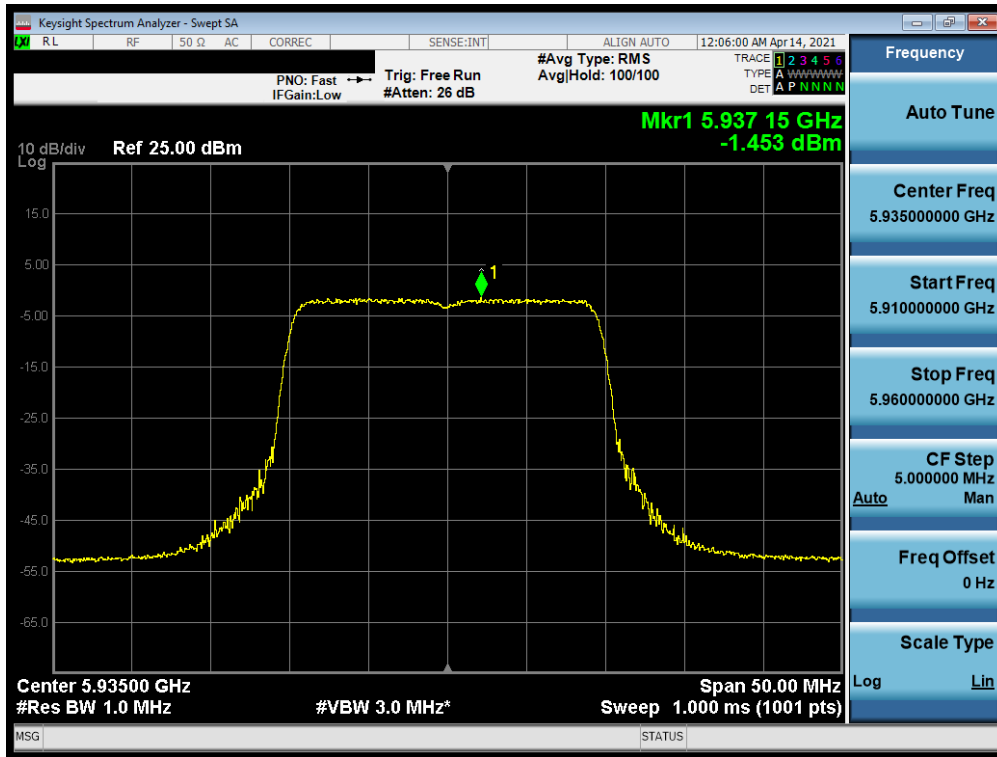 Keysight Spectrum Analyzer - Swept SA
LXI RL RF 50 Ω AC CORREC SENSE:INT ALIGN AUTO 12:06:00 AM Apr 14, 2021
PNO: Fast
IFGain:Low
Trig: Free Run
#Atten: 26 dB
#Avg Type: RMS
Avg|Hold: 100/100
TRACE 1 2 3 4 5 6
TYPE A WWWWW
DET A P N N N N
Mkr1 5.937 15 GHz
-1.453 dBm
10 dB/div Ref 25.00 dBm
Log
15.0
5.00
-5.00
-15.0
-25.0
-35.0
-45.0
-55.0
-65.0
1
Center 5.93500 GHz Span 50.00 MHz
#Res BW 1.0 MHz #VBW 3.0 MHz* Sweep 1.000 ms (1001 pts)
MSG STATUS
Frequency
Auto Tune
Center Freq
5.935000000 GHz
Start Freq
5.910000000 GHz
Stop Freq
5.960000000 GHz
CF Step
5.000000 MHz
Auto Man
Freq Offset
0 Hz
Scale Type
Log Lin